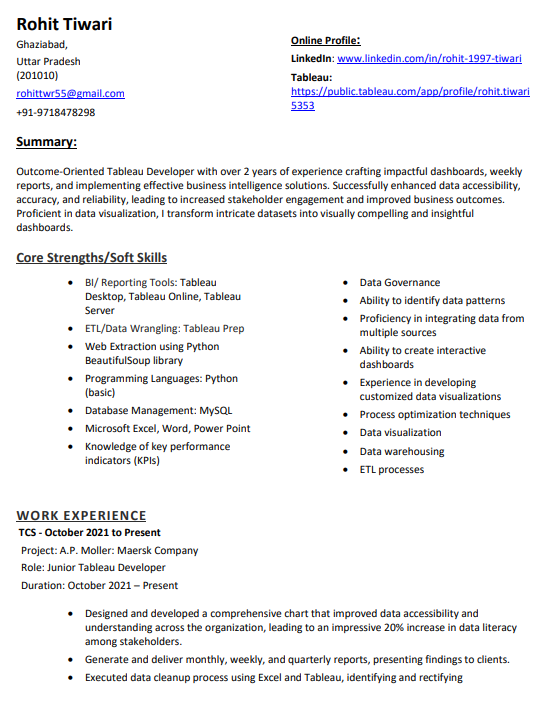 Rohit Tiwari
Ghaziabad,
Uttar Pradesh
(201010)
rohittwr55@gmail.com
+91-9718478298
Online Profile:
LinkedIn: www.linkedin.com/in/rohit-1997-tiwari
Tableau:
https://public.tableau.com/app/profile/rohit.tiwari
5353
Summary:
Outcome-Oriented Tableau Developer with over 2 years of experience crafting impactful dashboards, weekly
reports, and implementing effective business intelligence solutions. Successfully enhanced data accessibility,
accuracy, and reliability, leading to increased stakeholder engagement and improved business outcomes.
Proficient in data visualization, I transform intricate datasets into visually compelling and insightful
dashboards.
Core Strengths/Soft Skills
• BI/ Reporting Tools: Tableau
Desktop, Tableau Online, Tableau
Server
• ETL/Data Wrangling: Tableau Prep
• Web Extraction using Python
BeautifulSoup library
• Programming Languages: Python
(basic)
• Database Management: MySQL
• Microsoft Excel, Word, Power Point
• Knowledge of key performance
indicators (KPIs)
• Data Governance
• Ability to identify data patterns
• Proficiency in integrating data from
multiple sources
• Ability to create interactive
dashboards
• Experience in developing
customized data visualizations
• Process optimization techniques
• Data visualization
• Data warehousing
• ETL processes
WORK EXPERIENCE
TCS - October 2021 to Present
Project: A.P. Moller: Maersk Company
Role: Junior Tableau Developer
Duration: October 2021 – Present
• Designed and developed a comprehensive chart that improved data accessibility and
understanding across the organization, leading to an impressive 20% increase in data literacy
among stakeholders.
• Generate and deliver monthly, weekly, and quarterly reports, presenting findings to clients.
• Executed data cleanup process using Excel and Tableau, identifying and rectifying